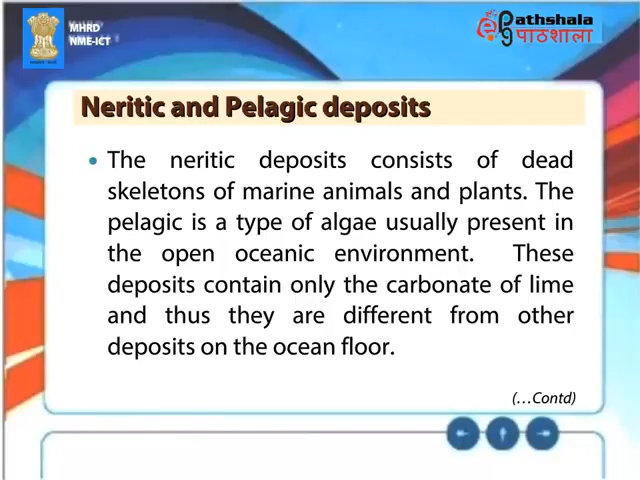 MHRD
NME-ICT
e Pathshala
पाठशाला
Neritic and Pelagic deposits
• The neritic deposits consists of dead
skeletons of marine animals and plants. The
pelagic is a type of algae usually present in
the open oceanic environment. These
deposits contain only the carbonate of lime
and thus they are different from other
deposits on the ocean floor.
(...Contd)